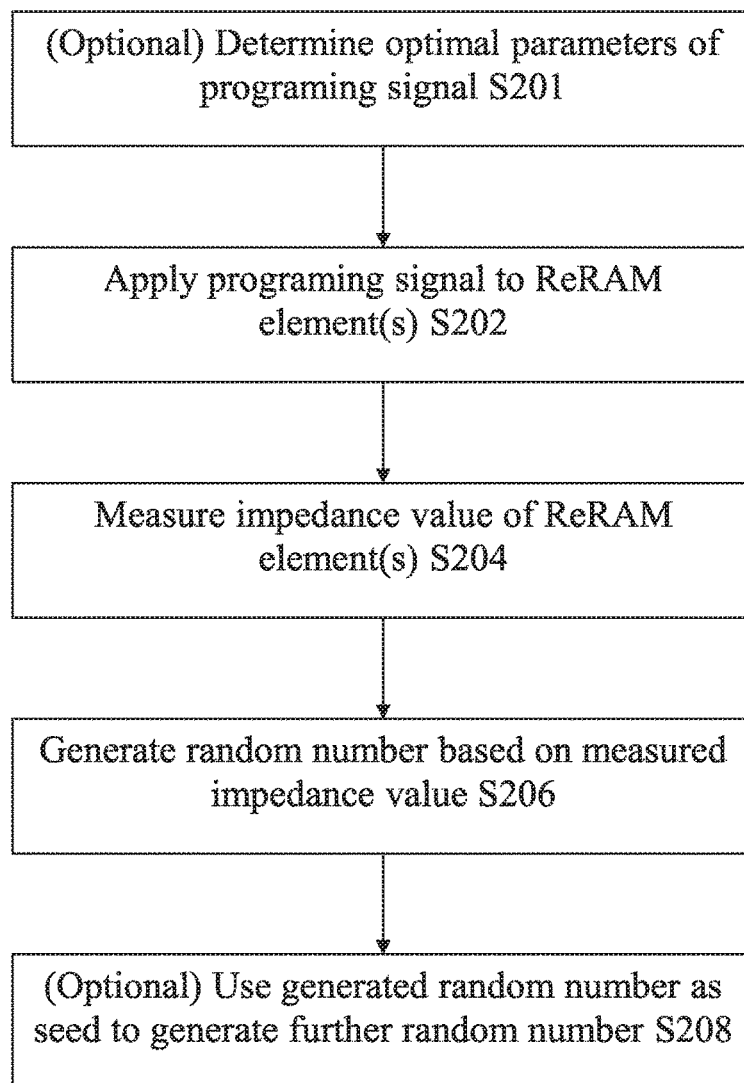 (Optional) Determine optimal parameters of
programing signal S201
Apply programing signal to ReRAM
element(s) S202
Measure impedance value of ReRAM
element(s) S204
Generate random number based on measured
impedance value S206
(Optional) Use generated random number as
seed to generate further random number S208